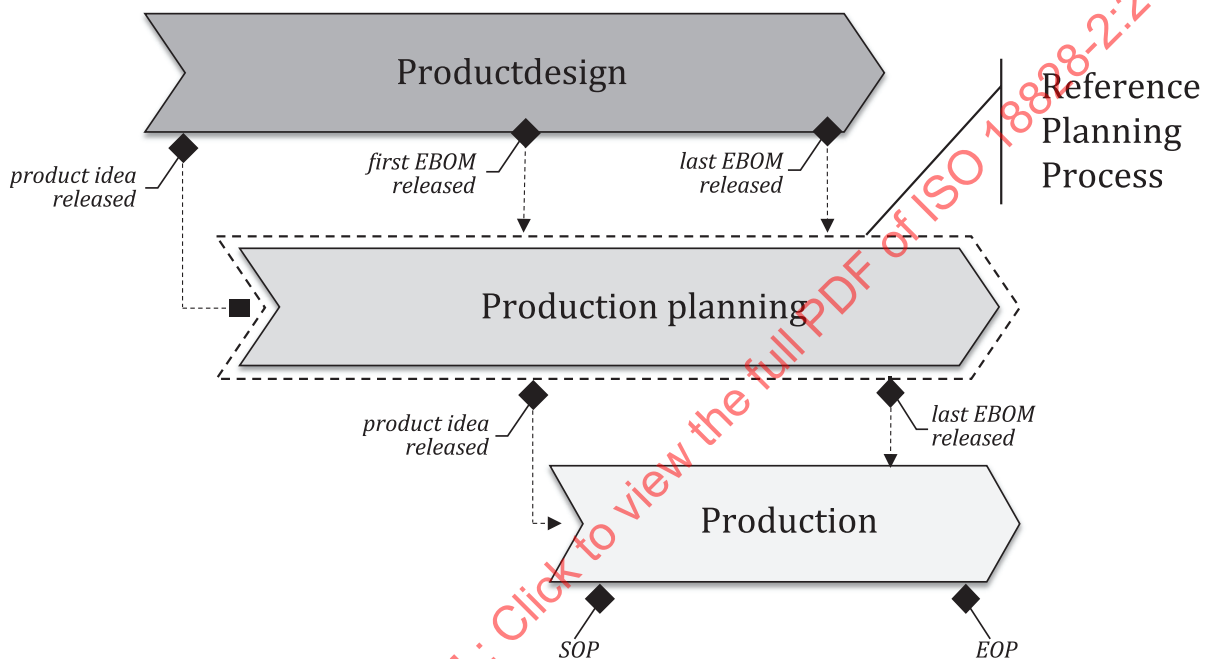 Productdesign
Reference
Planning
Process
product idea
released
first EBOM
released
last EBOM
released
Production planning
product idea
released
last EBOM
released
Production
SOP
EOP
: Click to view the full PDF of ISO 18828-2:2